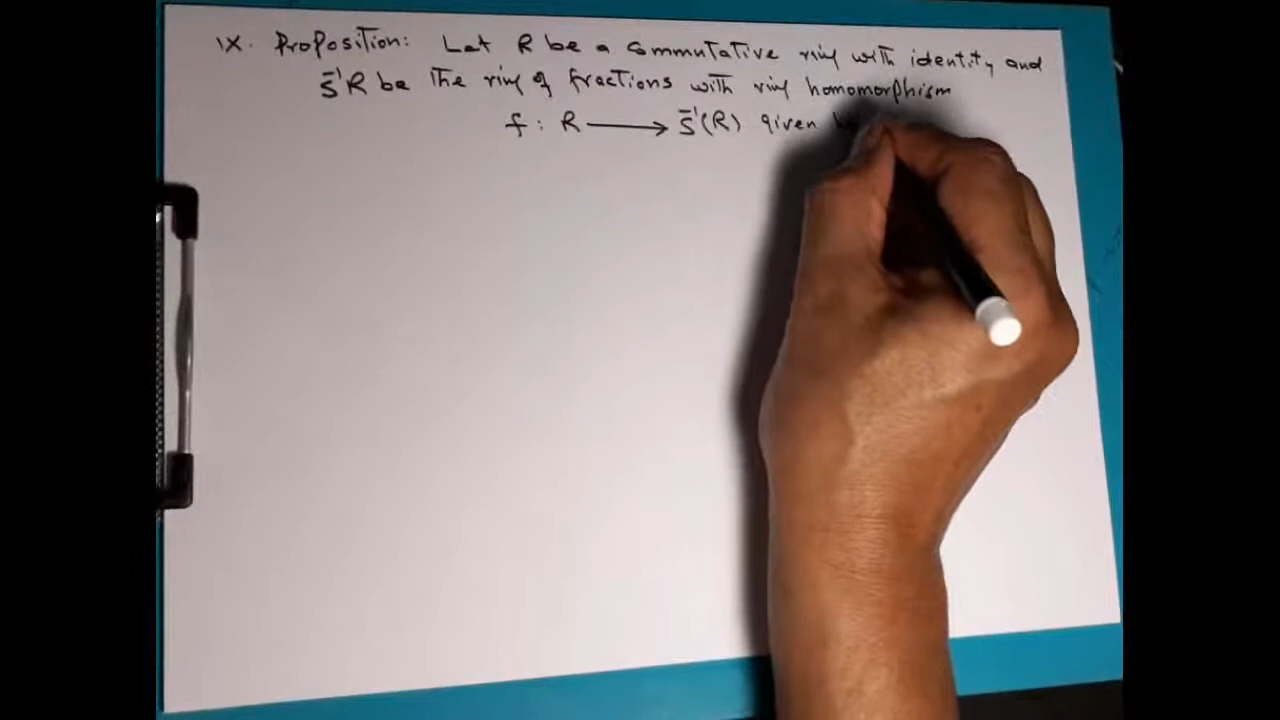 IX. Proposition: Let R be a commutative ring with identity and
S⁻¹R be the ring of fractions with ring homomorphism
f : R ⟶ S⁻¹(R) given